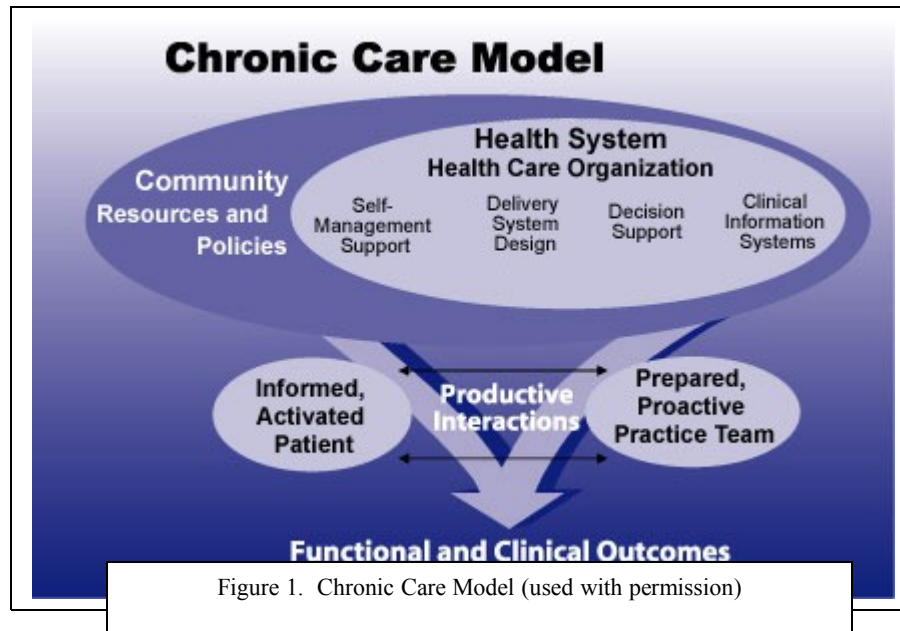 Chronic Care Model
Health System
Health Care Organization
Community
Resources and
Policies
Self-
Management
Support
Delivery
System
Design
Decision
Support
Clinical
Information
Systems
Informed,
Activated
Patient
Productive
Interactions
Prepared,
Proactive
Practice Team
Functional and Clinical Outcomes
Figure 1. Chronic Care Model (used with permission)